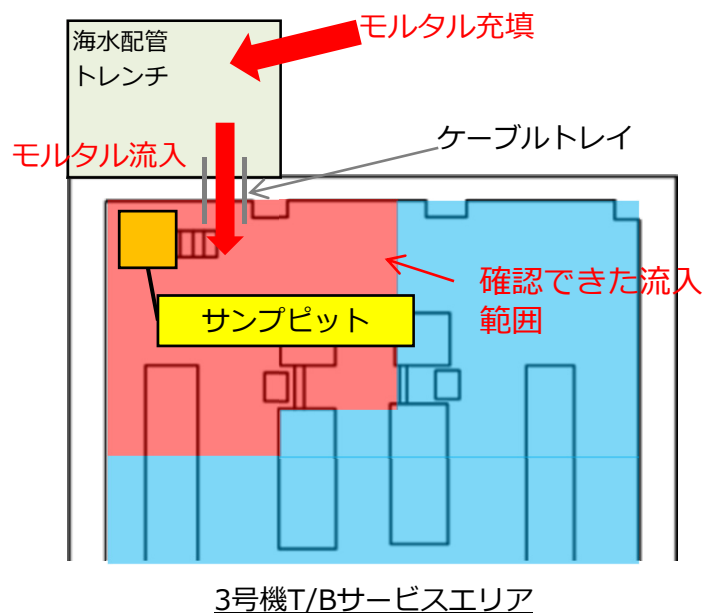 海水配管
トレンチ
モルタル充填
モルタル流入
ケーブルトレイ
確認できた流入
範囲
サンプピット
3号機T/Bサービスエリア